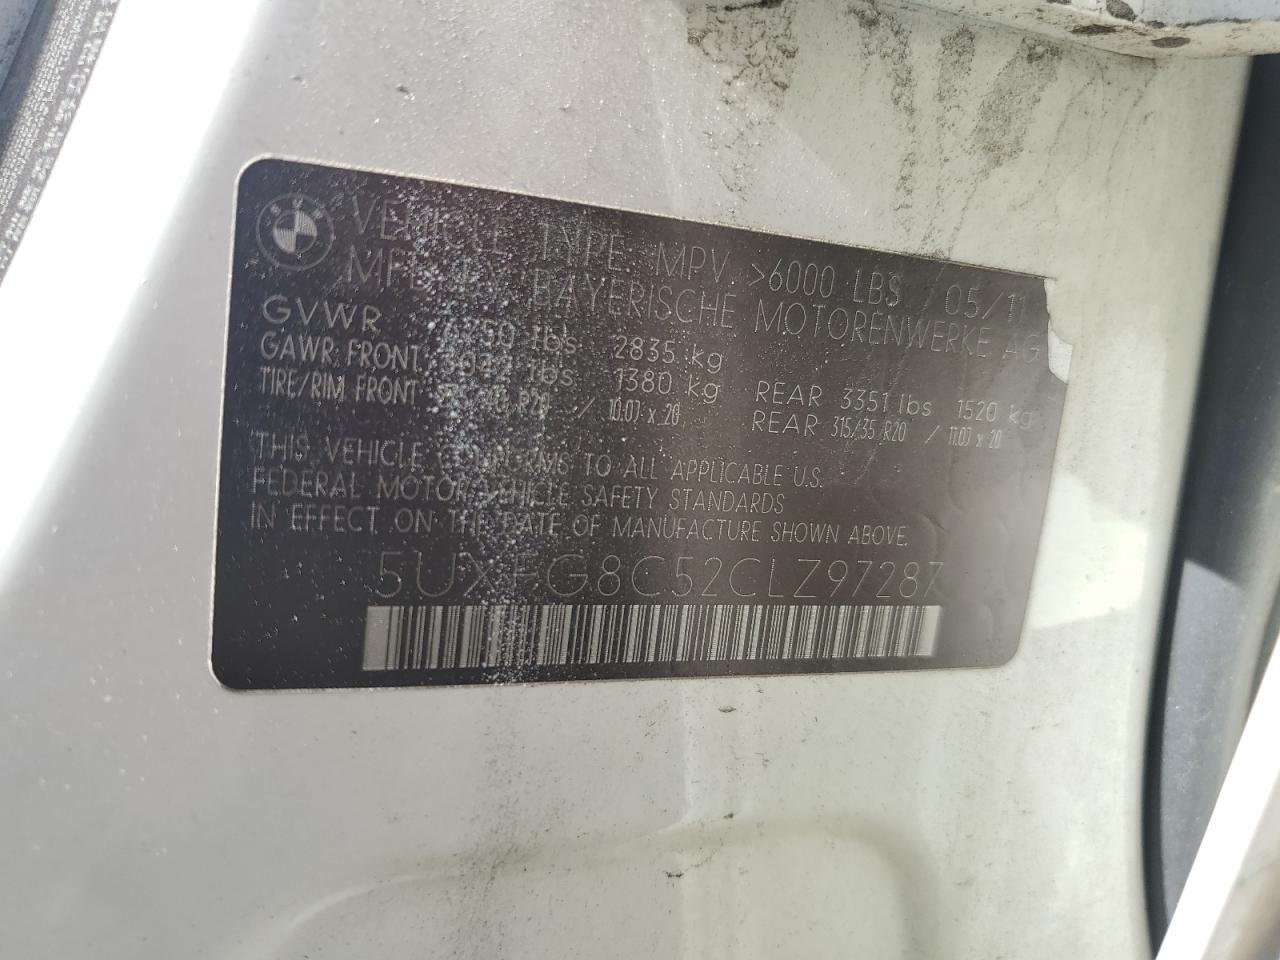 VEHICLE TYPE: MPV >6000 LBS / 05/11
MFD BY BAYERISCHE MOTORENWERKE AG
GVWR 6250 lbs 2835 kg
GAWR FRONT: 3042 lbs 1380 kg REAR 3351 lbs 1520 kg
TIRE/RIM FRONT: R20 / 10.0J x 20, REAR 315/35 R20 / 11.0J x 20
THIS VEHICLE CONFORMS TO ALL APPLICABLE U.S.
FEDERAL MOTOR VEHICLE SAFETY STANDARDS
IN EFFECT ON THE DATE OF MANUFACTURE SHOWN ABOVE.
5UXFG8C52CLZ97287